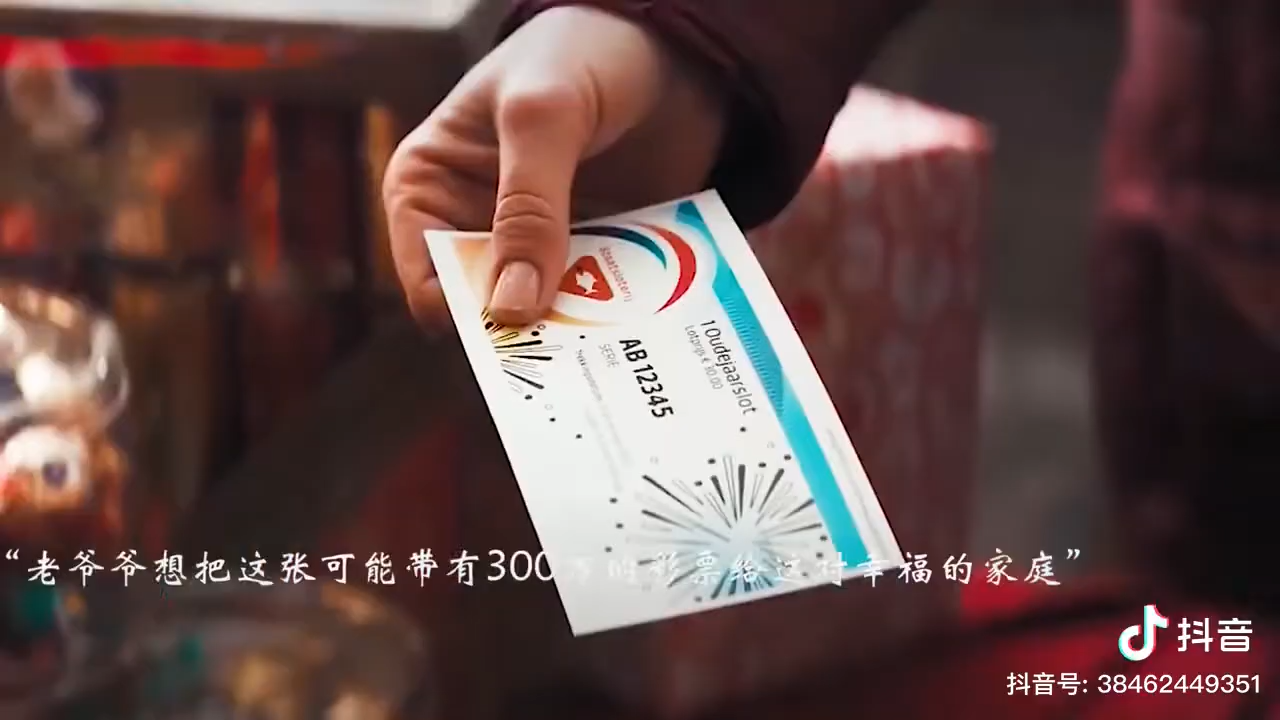 staatsloterij
1 Oudejaarslot
Lotprijs € 30,00
SERIE
AB 12345
“老爷爷想把这张可能带有300万的彩票给这付幸福的家庭”
抖音
抖音号: 38462449351